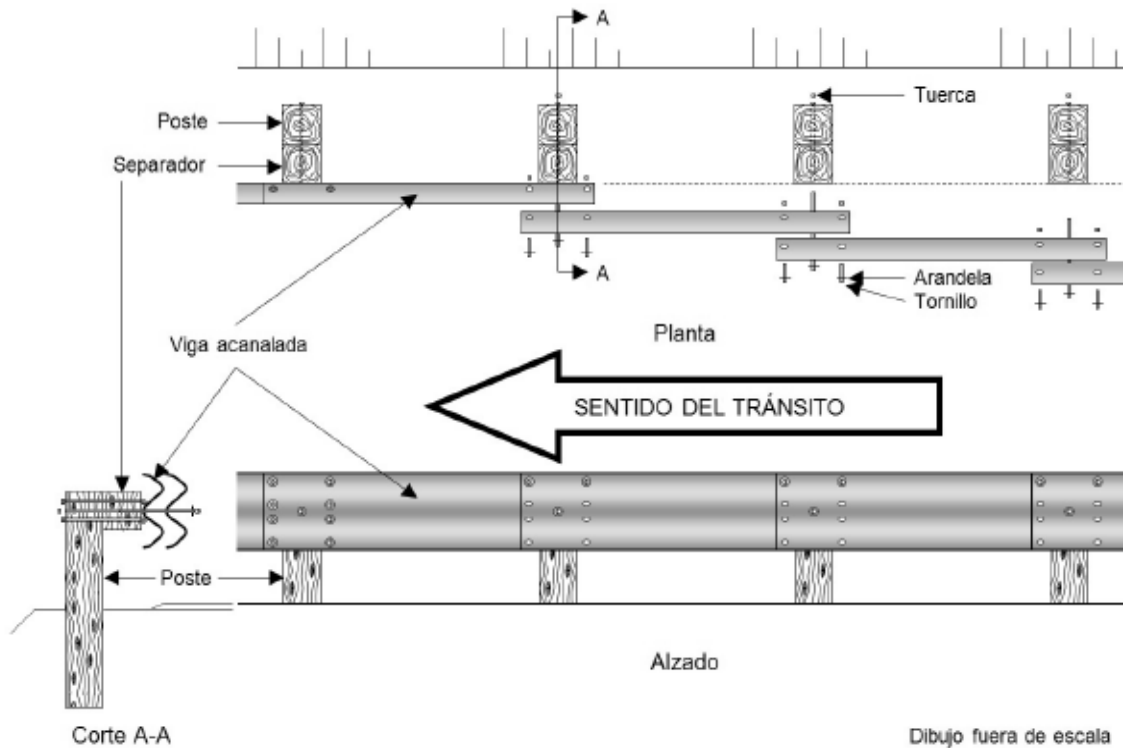 A
Tuerca
Poste
Separador
A
Arandela
Tornillo
Planta
Viga acanalada
SENTIDO DEL TRÁNSITO
Poste
Alzado
Corte A-A
Dibujo fuera de escala